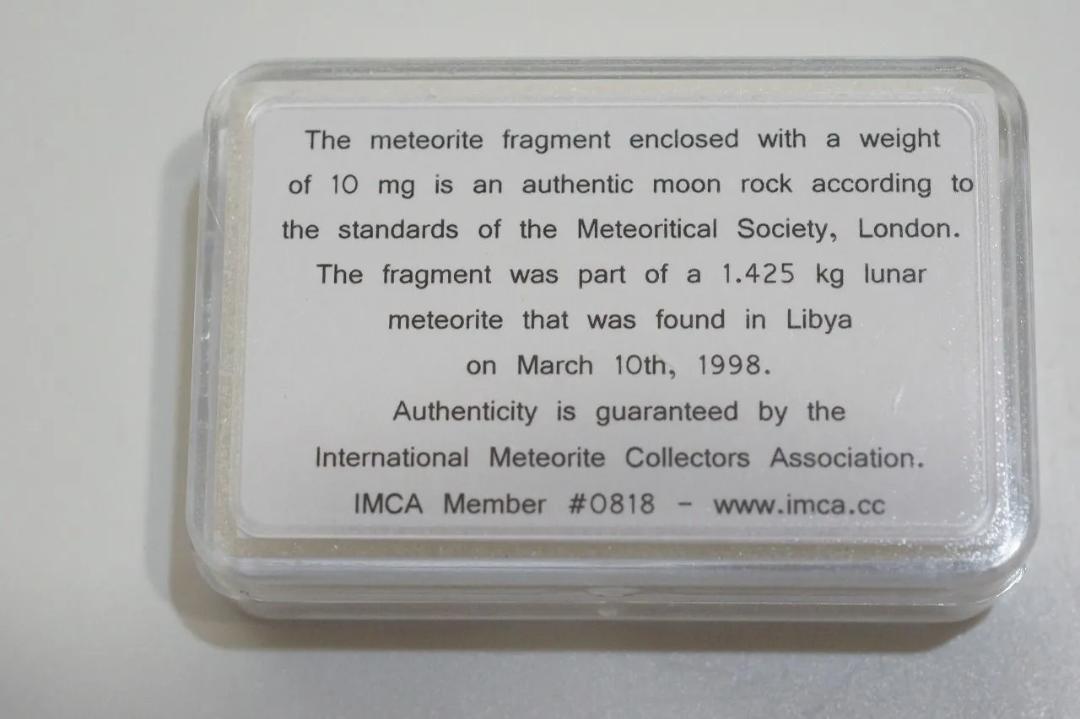 The meteorite fragment enclosed with a weight
of 10 mg is an authentic moon rock according to
the standards of the Meteoritical Society, London.
The fragment was part of a 1.425 kg lunar
meteorite that was found in Libya
on March 10th, 1998.
Authenticity is guaranteed by the
International Meteorite Collectors Association.
IMCA Member #0818 - www.imca.cc